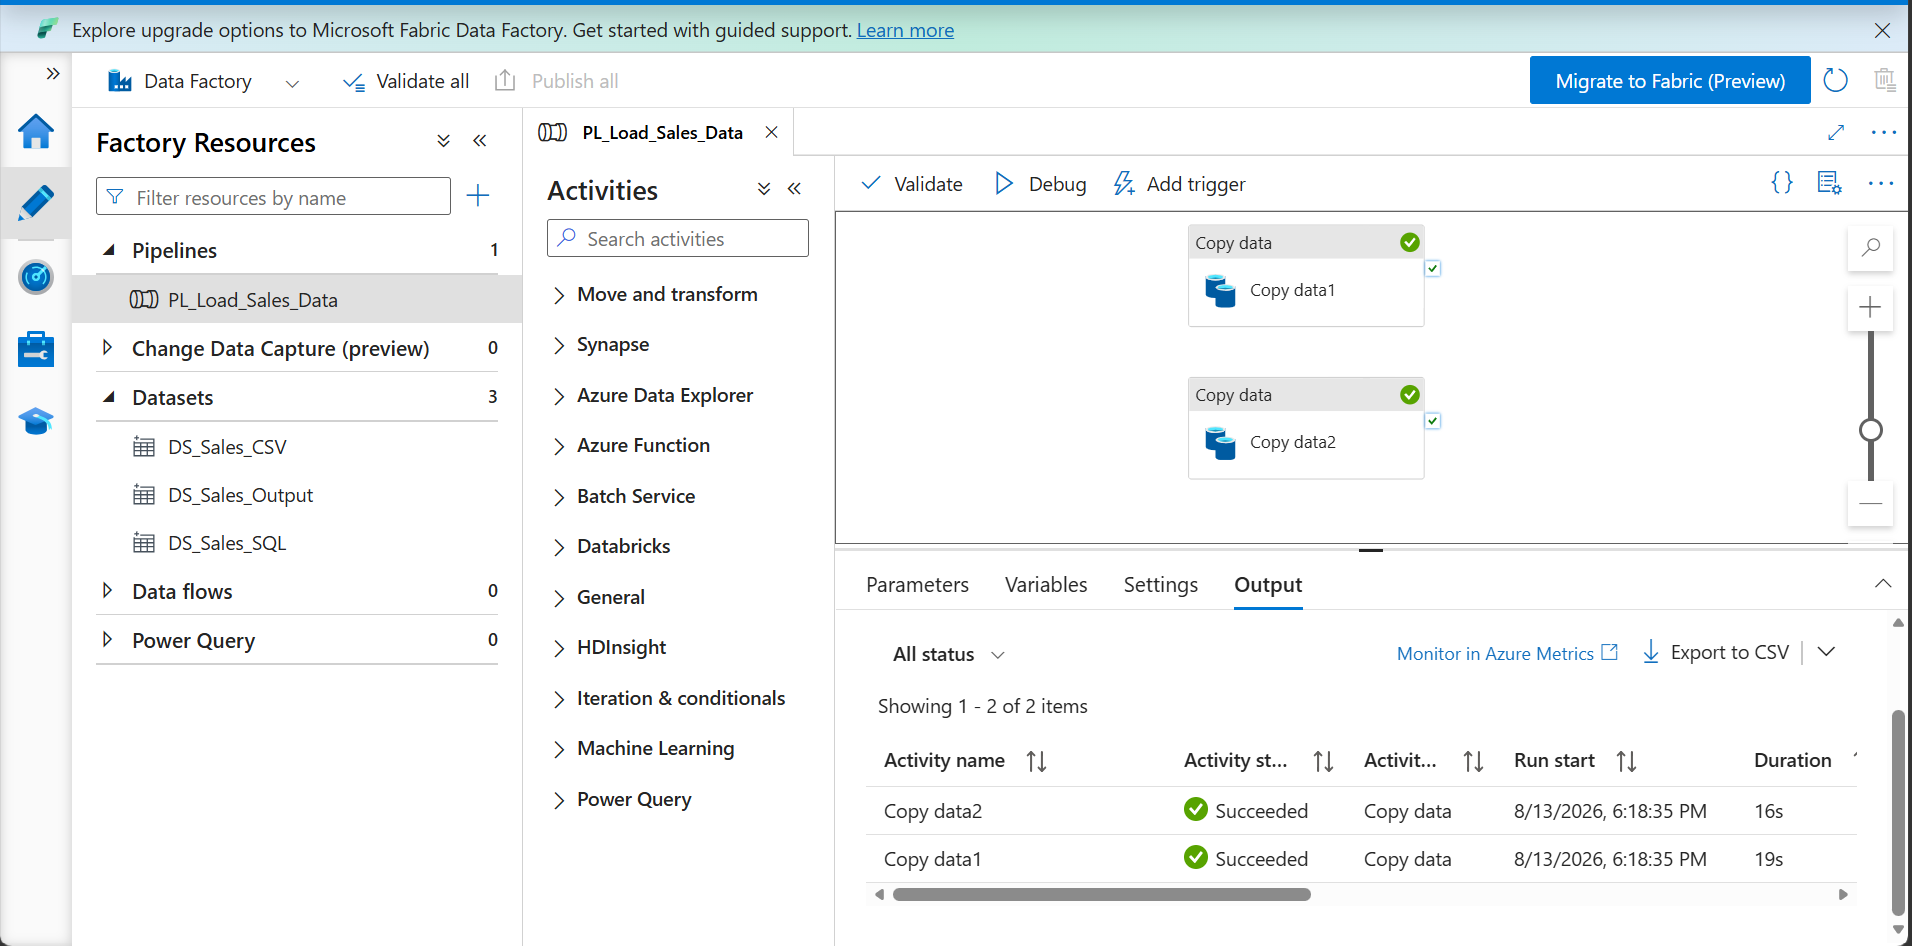 Explore upgrade options to Microsoft Fabric Data Factory. Get started with guided support. Learn more
Data Factory
Validate all
Publish all
Migrate to Fabric (Preview)
Factory Resources
Filter resources by name
Pipelines 1
PL_Load_Sales_Data
Change Data Capture (preview) 0
Datasets 3
DS_Sales_CSV
DS_Sales_Output
DS_Sales_SQL
Data flows 0
Power Query 0
PL_Load_Sales_Data
Activities
Search activities
Move and transform
Synapse
Azure Data Explorer
Azure Function
Batch Service
Databricks
General
HDInsight
Iteration & conditionals
Machine Learning
Power Query
Validate Debug Add trigger
Copy data
Copy data1
Copy data
Copy data2
Parameters Variables Settings Output
All status
Monitor in Azure Metrics Export to CSV
Showing 1 - 2 of 2 items
Activity name Activity st... Activit... Run start Duration
Copy data2 Succeeded Copy data 8/13/2026, 6:18:35 PM 16s
Copy data1 Succeeded Copy data 8/13/2026, 6:18:35 PM 19s